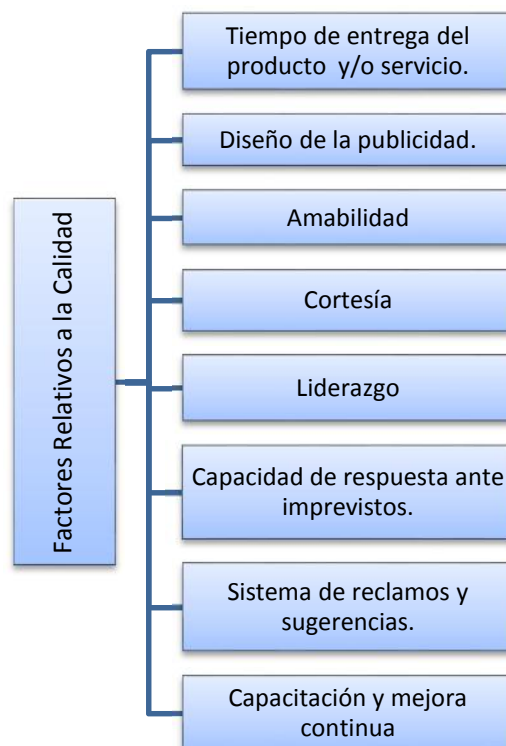 Factores Relativos a la Calidad
Tiempo de entrega del
producto y/o servicio.
Diseño de la publicidad.
Amabilidad
Cortesía
Liderazgo
Capacidad de respuesta ante
imprevistos.
Sistema de reclamos y
sugerencias.
Capacitación y mejora
continua